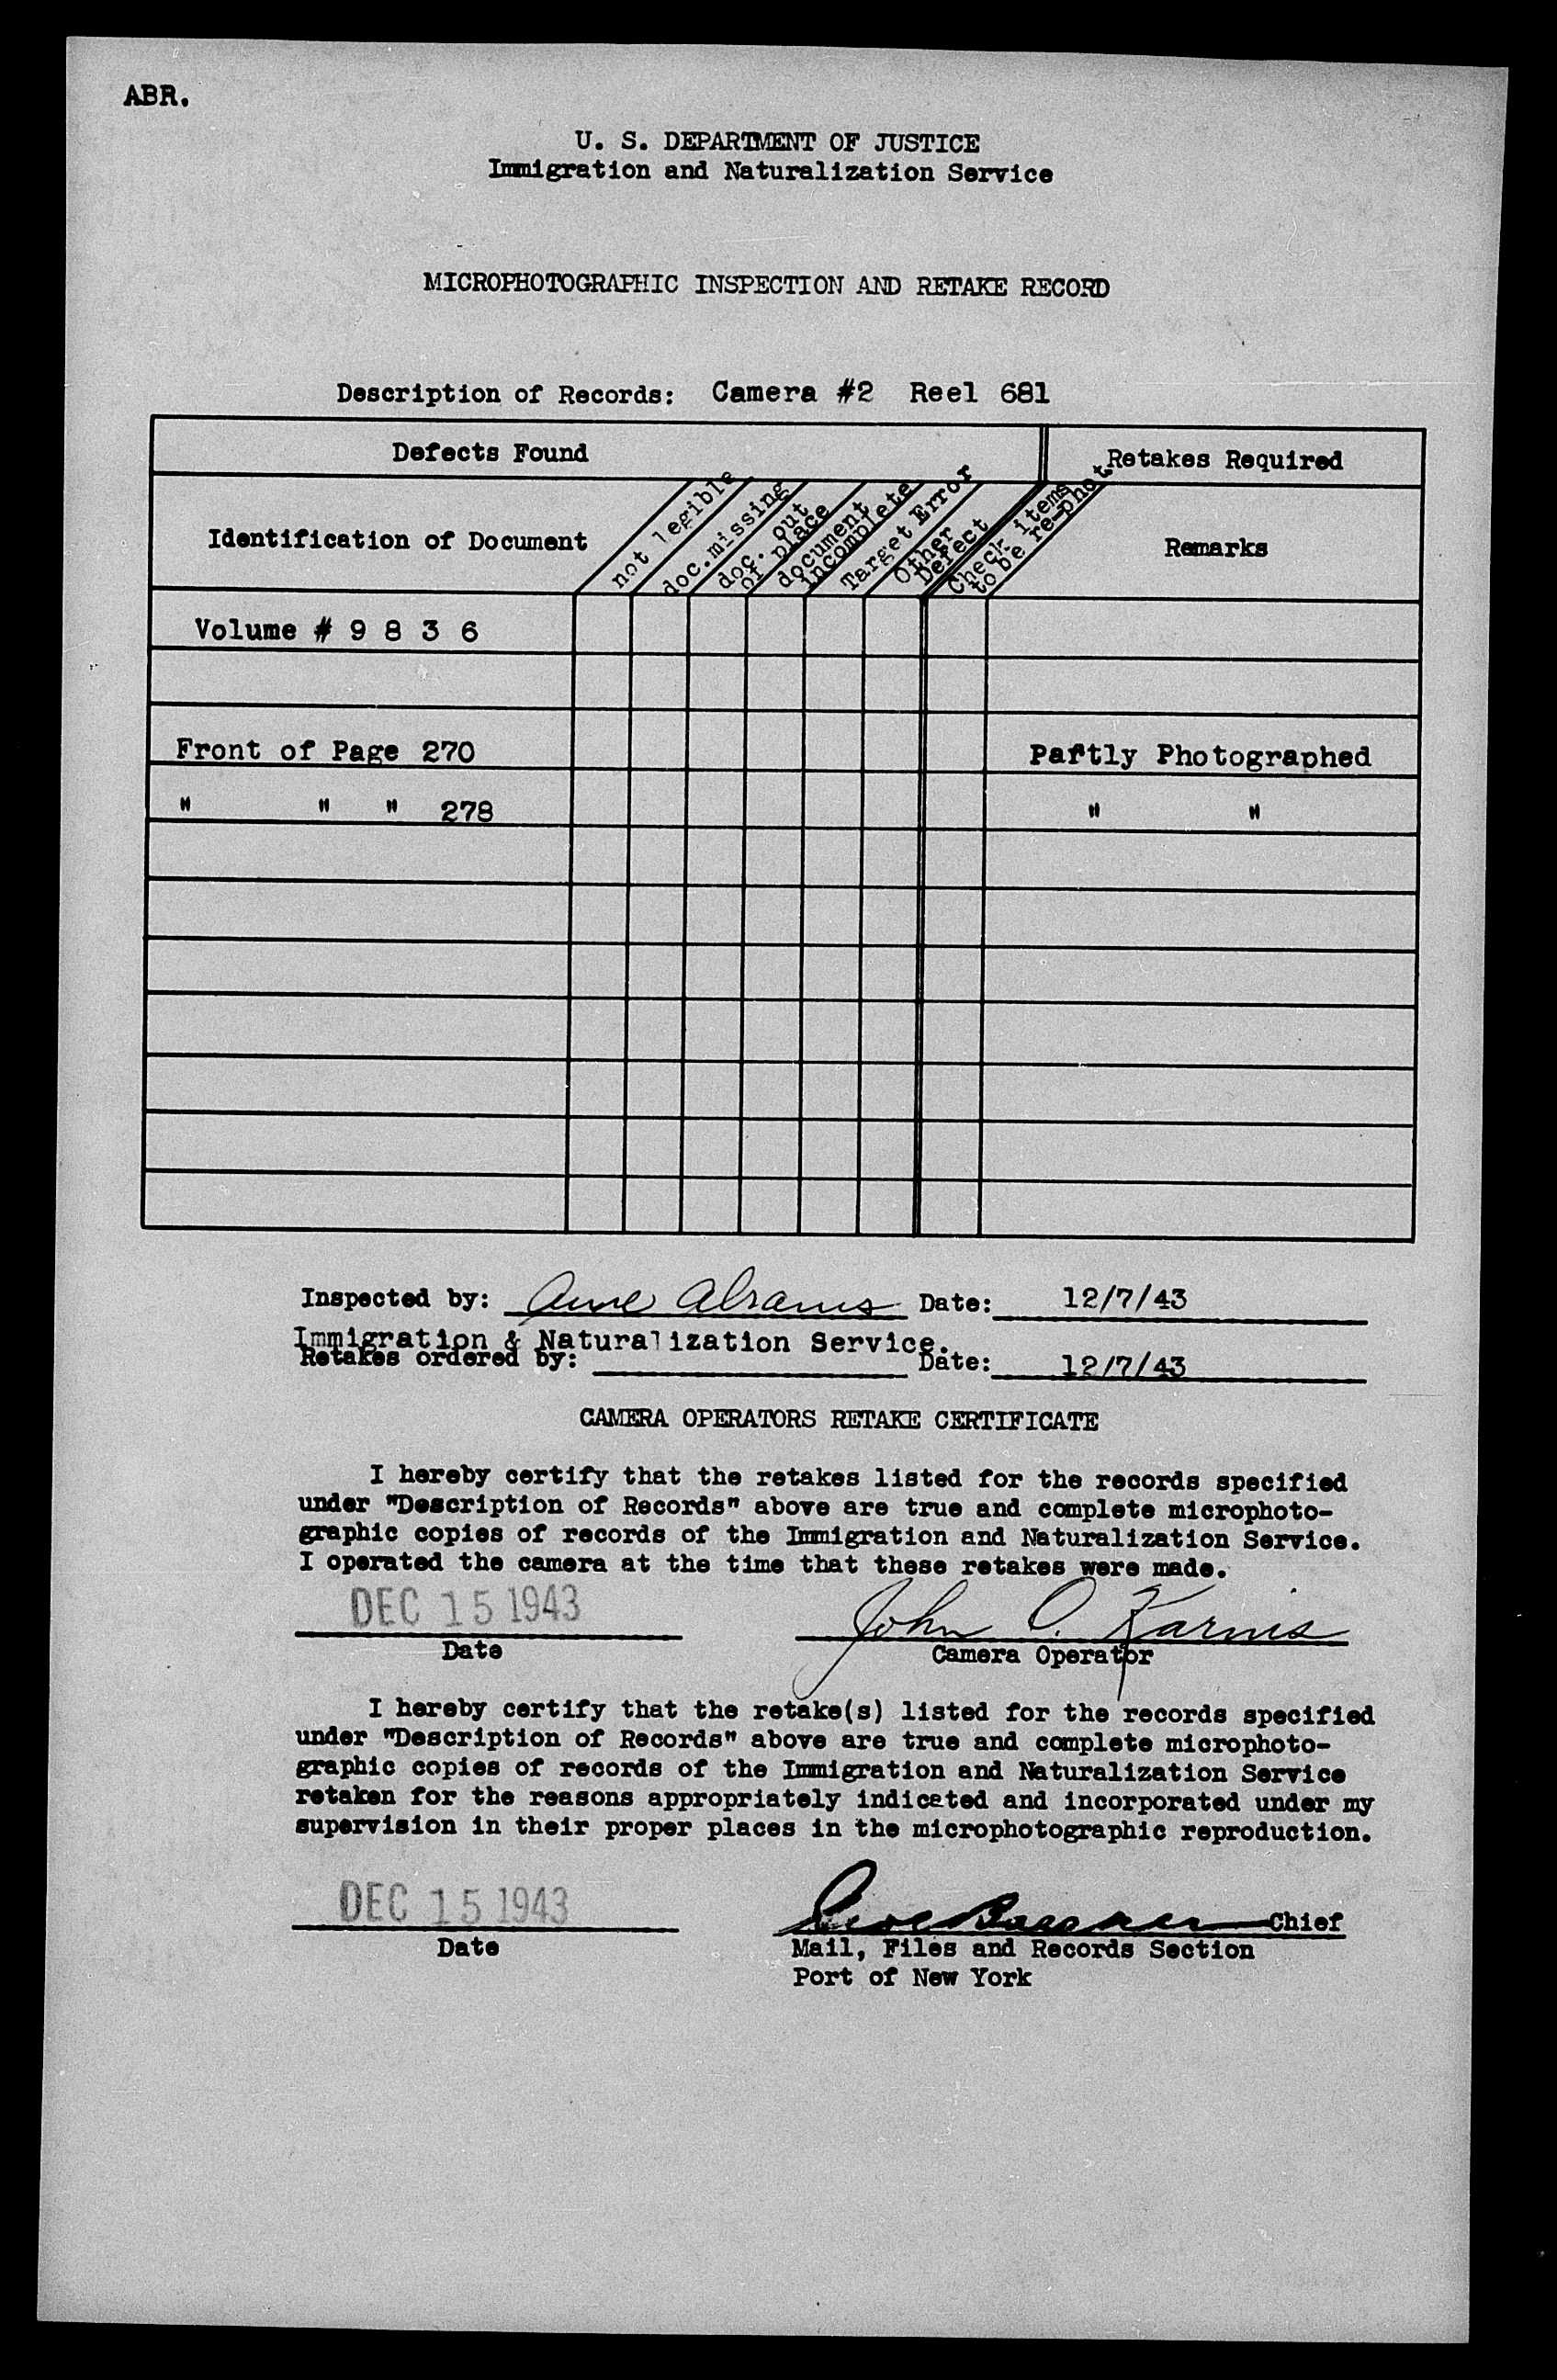 ABR.
U. S. DEPARTMENT OF JUSTICE
Immigration and Naturalization Service
MICROPHOTOGRAPHIC INSPECTION AND RETAKE RECORD
Description of Records: Camera #2 Reel 681
Defects Found
Retakes Required
Identification of Document
not legible
doc.missing
doc. out
of place
document
incomplete
Target Error
Other
Defect
Check items
to be re-phot
Remarks
Volume # 9 8 3 6
Front of Page 270 Partly Photographed
" " " 278 " "
Inspected by: Anne Abrams Date: 12/7/43
Immigration & Naturalization Service.
Retakes ordered by: Date: 12/7/43
CAMERA OPERATORS RETAKE CERTIFICATE
I hereby certify that the retakes listed for the records specified
under "Description of Records" above are true and complete microphoto-
graphic copies of records of the Immigration and Naturalization Service.
I operated the camera at the time that these retakes were made.
DEC 15 1943 John
Date Camera Operator
I hereby certify that the retake(s) listed for the records specified
under "Description of Records" above are true and complete microphoto-
graphic copies of records of the Immigration and Naturalization Service
retaken for the reasons appropriately indicated and incorporated under my
supervision in their proper places in the microphotographic reproduction.
DEC 15 1943 Chief
Date Mail, Files and Records Section
Port of New York